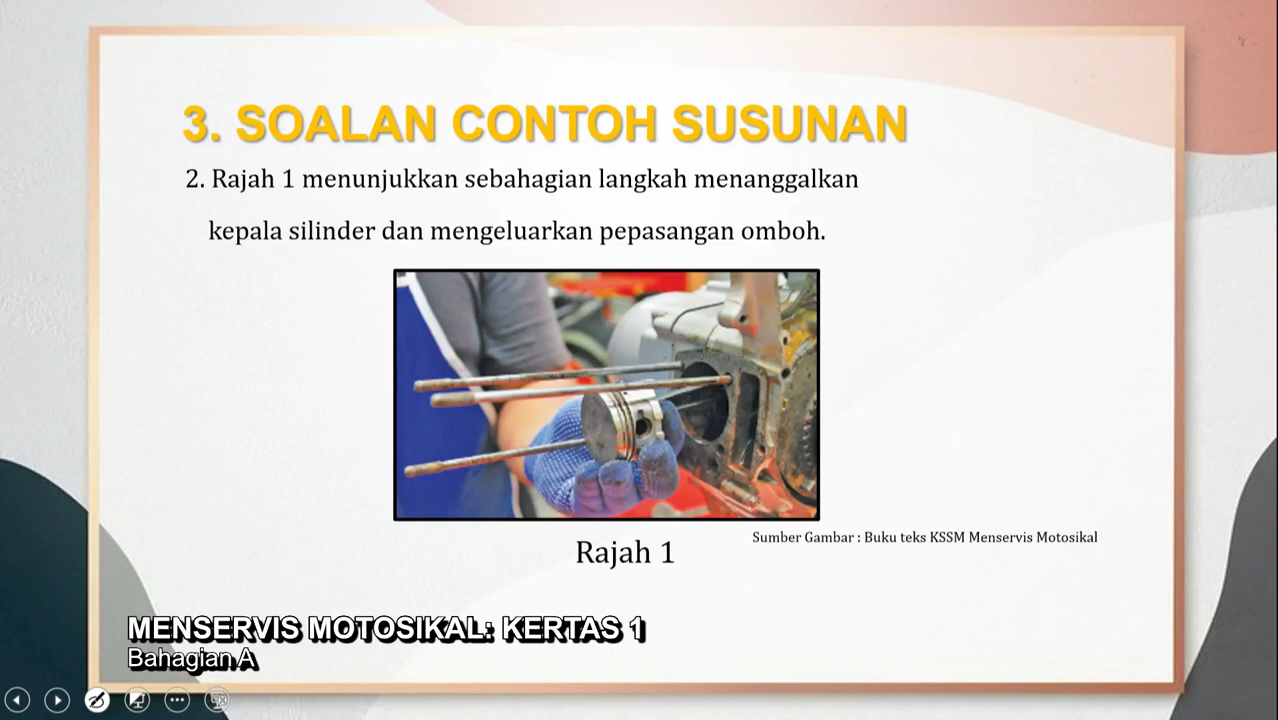 3. SOALAN CONTOH SUSUNAN
2. Rajah 1 menunjukkan sebahagian langkah menanggalkan
kepala silinder dan mengeluarkan pepasangan omboh.
Sumber Gambar : Buku teks KSSM Menservis Motosikal
Rajah 1
MENSERVIS MOTOSIKAL: KERTAS 1
Bahagian A